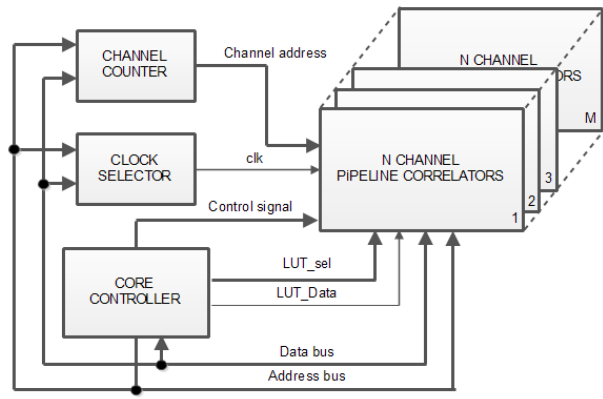 CHANNEL
COUNTER
Channel address
N CHANNEL
ORS
M
CLOCK
SELECTOR
clk
N CHANNEL
PiPELINE CORRELATORS
3
2
1
Control signal
CORE
CONTROLLER
LUT_sel
LUT_Data
Data bus
Address bus